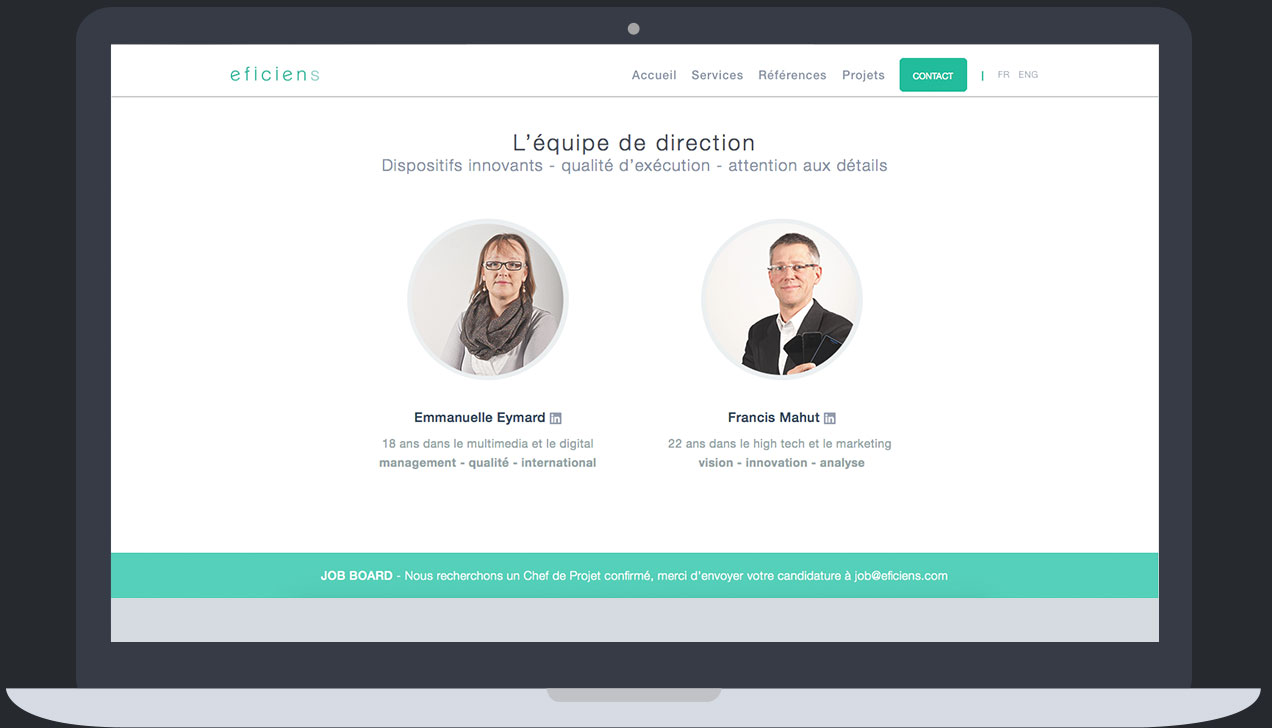 eficiens
Accueil Services Références Projets CONTACT | FR ENG
L’équipe de direction
Dispositifs innovants - qualité d’exécution - attention aux détails
Emmanuelle Eymard in
18 ans dans le multimedia et le digital
management - qualité - international
Francis Mahut in
22 ans dans le high tech et le marketing
vision - innovation - analyse
JOB BOARD - Nous recherchons un Chef de Projet confirmé, merci d’envoyer votre candidature à job@eficiens.com